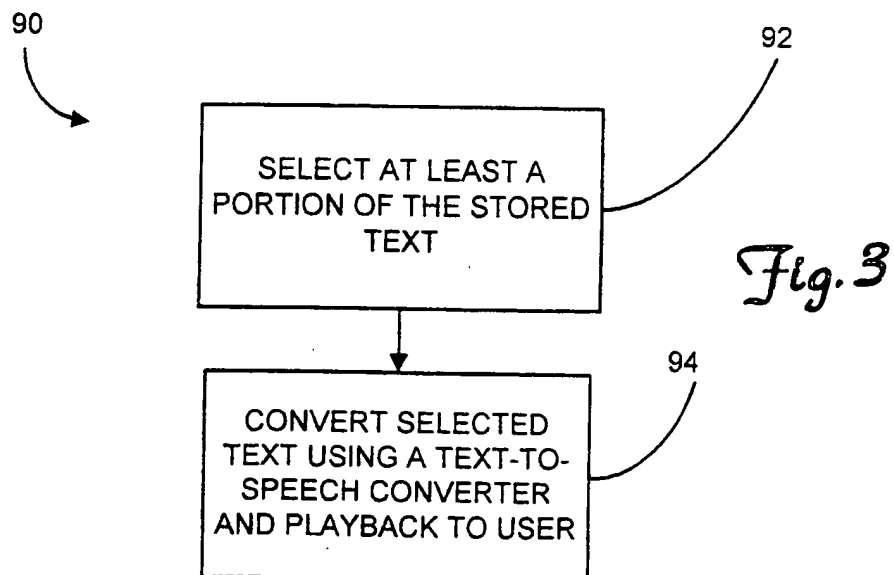 90
92
SELECT AT LEAST A
PORTION OF THE STORED
TEXT
Fig. 3
94
CONVERT SELECTED
TEXT USING A TEXT-TO-
SPEECH CONVERTER
AND PLAYBACK TO USER